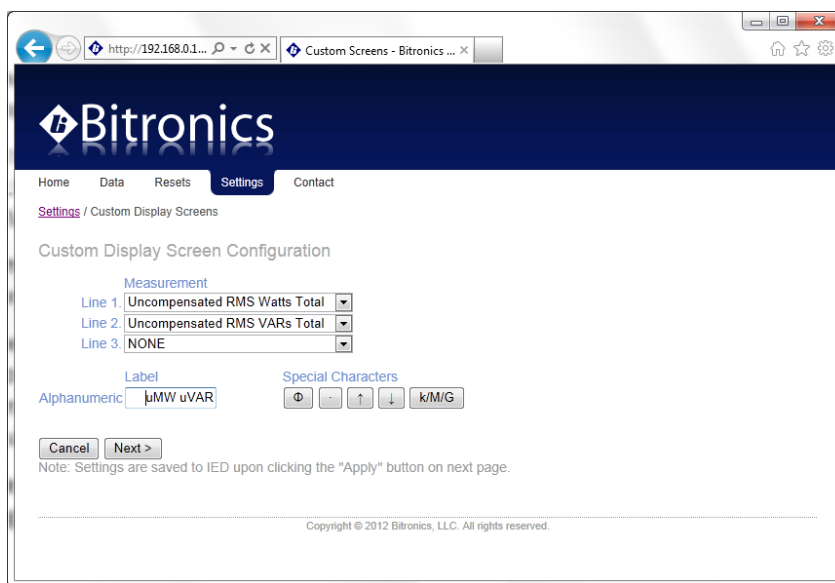 http://192.168.0.1...
Custom Screens - Bitronics ...
Bitronics
Home Data Resets Settings Contact
Settings / Custom Display Screens
Custom Display Screen Configuration
Measurement
Line 1. Uncompensated RMS Watts Total
Line 2. Uncompensated RMS VARs Total
Line 3. NONE
Label Special Characters
Alphanumeric uMW uVAR Φ - ↑ ↓ k/M/G
Cancel Next >
Note: Settings are saved to IED upon clicking the "Apply" button on next page.
Copyright © 2012 Bitronics, LLC. All rights reserved.